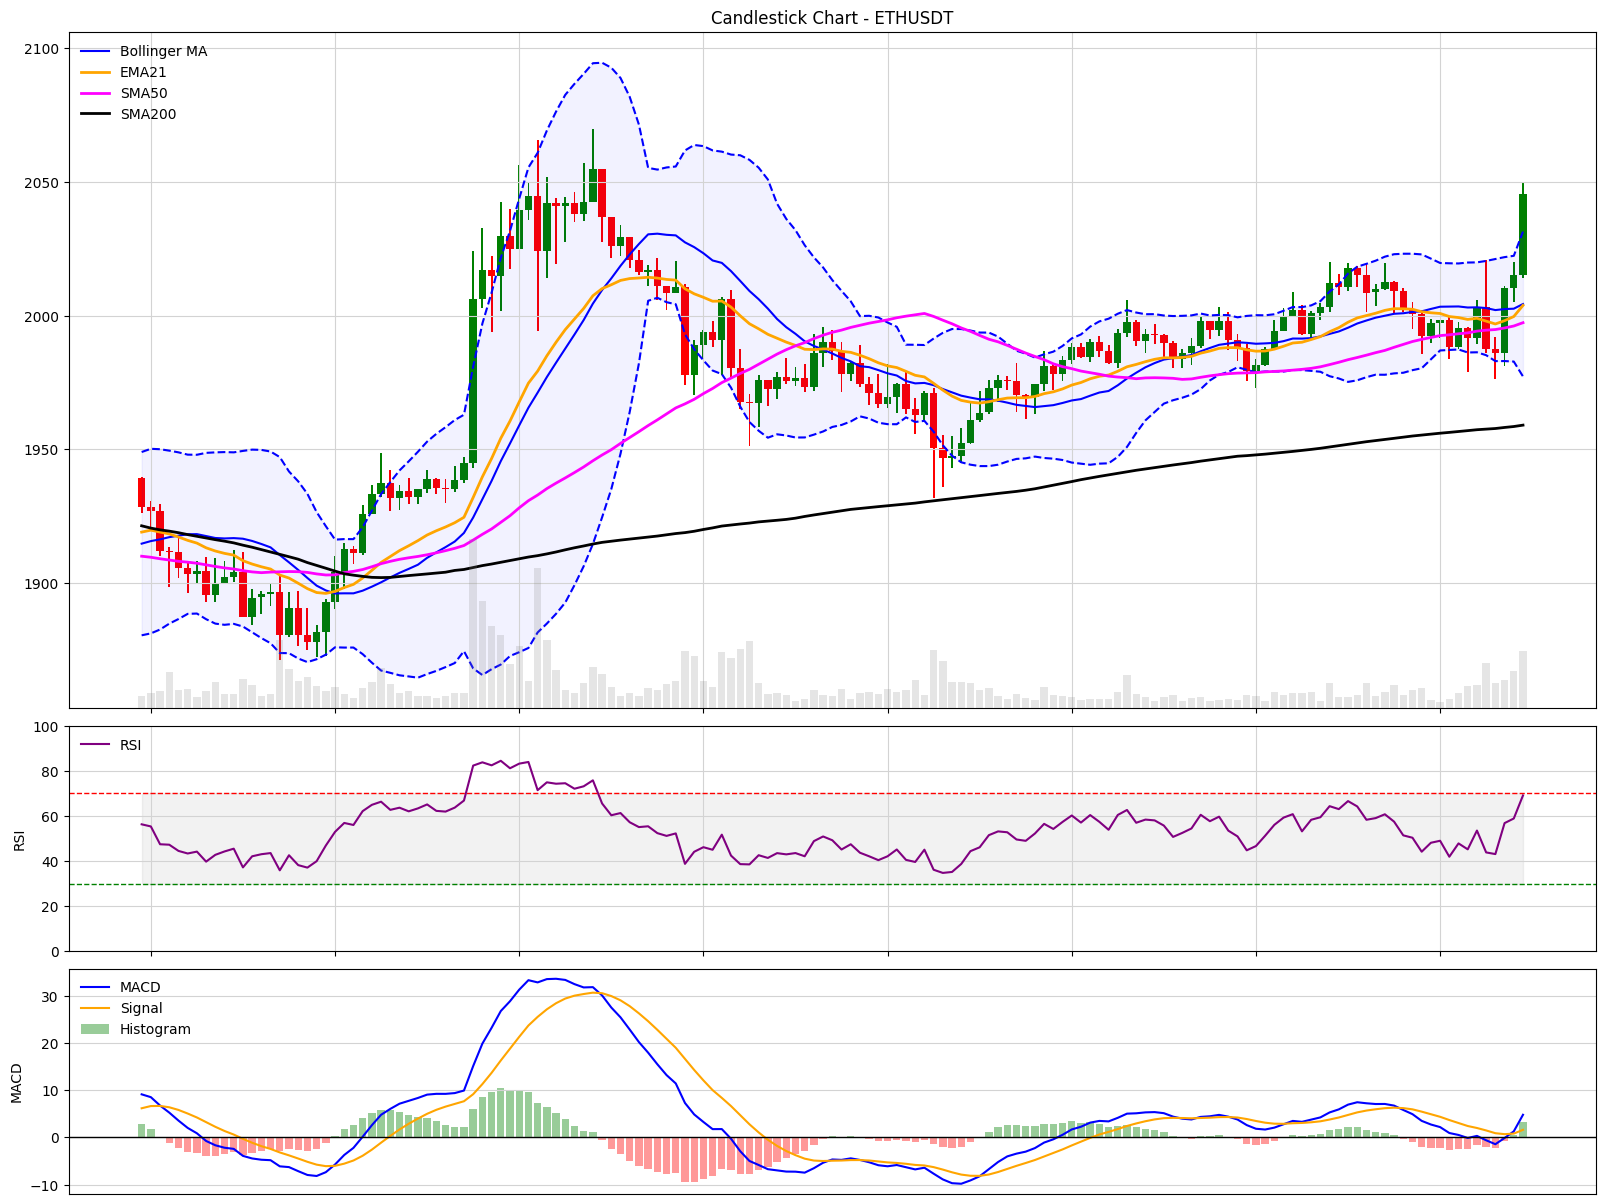 Candlestick Chart - ETHUSDT
2100
2050
2000
1950
1900
Bollinger MA
EMA21
SMA50
SMA200
100
80
60
40
20
0
RSI
RSI
30
20
10
0
−10
MACD
MACD
Signal
Histogram